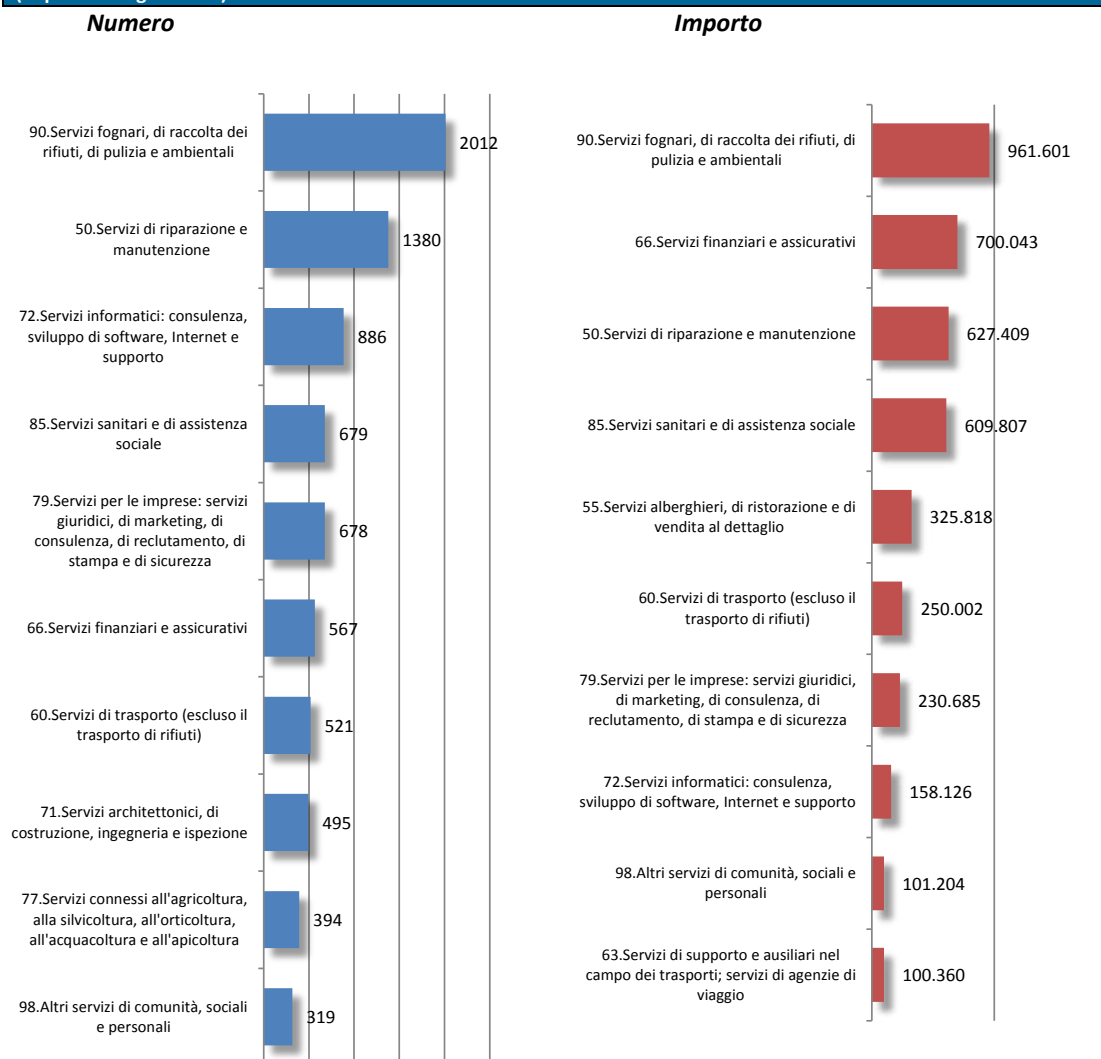 Numero
90.Servizi fognari, di raccolta dei
rifiuti, di pulizia e ambientali
2012
50.Servizi di riparazione e
manutenzione
1380
72.Servizi informatici: consulenza,
sviluppo di software, Internet e
supporto
886
85.Servizi sanitari e di assistenza
sociale
679
79.Servizi per le imprese: servizi
giuridici, di marketing, di
consulenza, di reclutamento, di
stampa e di sicurezza
678
66.Servizi finanziari e assicurativi
567
60.Servizi di trasporto (escluso il
trasporto di rifiuti)
521
71.Servizi architettonici, di
costruzione, ingegneria e ispezione
495
77.Servizi connessi all'agricoltura,
alla silvicoltura, all'orticoltura,
all'acquacoltura e all'apicoltura
394
98.Altri servizi di comunità, sociali
e personali
319
Importo
90.Servizi fognari, di raccolta dei rifiuti, di
pulizia e ambientali
961.601
66.Servizi finanziari e assicurativi
700.043
50.Servizi di riparazione e manutenzione
627.409
85.Servizi sanitari e di assistenza sociale
609.807
55.Servizi alberghieri, di ristorazione e di
vendita al dettaglio
325.818
60.Servizi di trasporto (escluso il
trasporto di rifiuti)
250.002
79.Servizi per le imprese: servizi giuridici,
di marketing, di consulenza, di
reclutamento, di stampa e di sicurezza
230.685
72.Servizi informatici: consulenza,
sviluppo di software, Internet e supporto
158.126
98.Altri servizi di comunità, sociali e
personali
101.204
63.Servizi di supporto e ausiliari nel
campo dei trasporti; servizi di agenzie di
viaggio
100.360